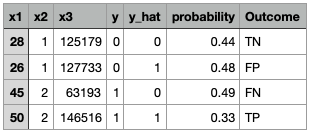 x1 x2 x3 y y_hat probability Outcome
28 1 125179 0 0 0.44 TN
26 1 127733 0 1 0.48 FP
45 2 63193 1 0 0.49 FN
50 2 146516 1 1 0.33 TP